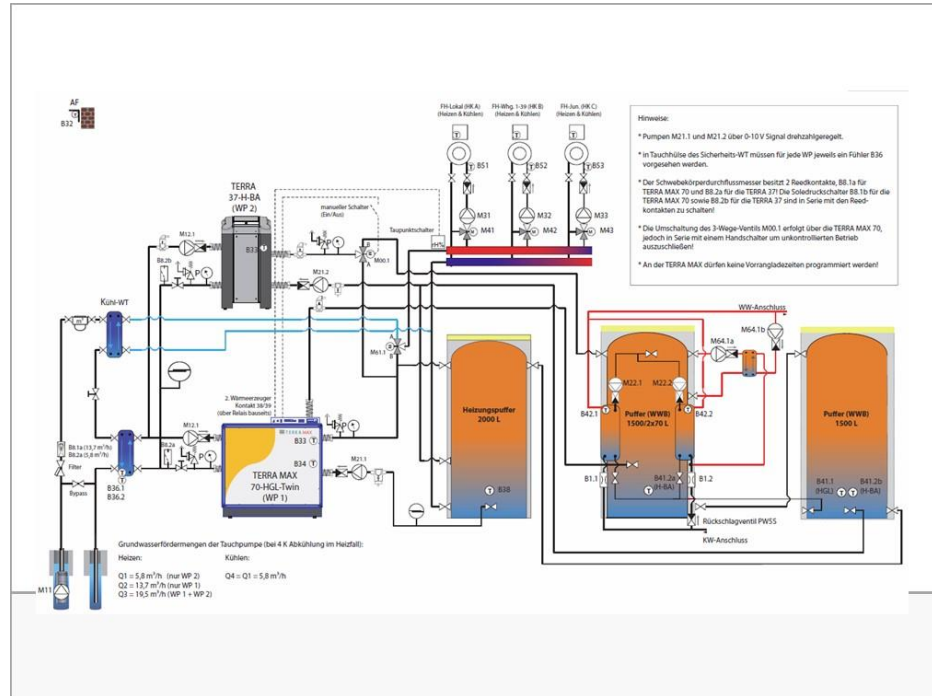 AF
B32
FH-Lokal (HK A)
(Heizen & Kühlen)
FH-Whg. 1-39 (HK B)
(Heizen & Kühlen)
FH-Jun. (HK C)
(Heizen & Kühlen)
BS1
BS2
BS3
M31
M32
M33
M41
M42
M43
Hinweise:
* Pumpen M21.1 und M21.2 über 0-10 V Signal drehzahlgeregelt.
* in Tauchhülse des Sicherheits-WT müssen für jede WP jeweils ein Fühler B36
vorgesehen werden.
* Der Schwebekörperdurchflussmesser besitzt 2 Reedkontakte, B8.1a für
TERRA MAX 70 und B8.2a für die TERRA 37! Die Soledruckschalter B8.1b für die
TERRA MAX 70 sowie B8.2b für die TERRA 37 sind in Serie mit den Reed-
kontakten zu schalten!
* Die Umschaltung des 3-Wege-Ventils M00.1 erfolgt über die TERRA MAX 70,
jedoch in Serie mit einem Handschalter um unkontrollierten Betrieb
auszuschließen!
* An der TERRA MAX dürfen keine Vorrangladezeiten programmiert werden!
TERRA
37-H-BA
(WP 2)
manueller Schalter
(Ein/Aus)
Taupunktschalter
rH%
M12.1
B8.2b
P
B33
P
B
A
M00.1
M21.2
Kühl-WT
m³
A
B
M61.1
WW-Anschluss
M64.1b
M64.1a
M22.1
M22.2
B42.1
B42.2
Heizungspuffer
2000 L
Puffer (WWB)
1500/2x70 L
Puffer (WWB)
1500 L
2. Wärmeerzeuger
Kontakt 38/39
(über Relais bauseits)
M12.1
B8.2a
P
P
B33
B34
M21.1
TERRA MAX
70-HGL-Twin
(WP 1)
B8.1a (13,7 m³/h)
B8.2a (5,8 m³/h)
Filter
Bypass
B36.1
B36.2
B38
B1.1
B41.2a
(H-BA)
B1.2
B41.1
(HGL)
B41.2b
(H-BA)
Rückschlagventil PW55
KW-Anschluss
M11
Grundwasserfördermengen der Tauchpumpe (bei 4 K Abkühlung im Heizfall):
Heizen:
Kühlen:
Q1 = 5,8 m³/h (nur WP 2)
Q4 = Q1 = 5,8 m³/h
Q2 = 13,7 m³/h (nur WP 1)
Q3 = 19,5 m³/h (WP 1 + WP 2)